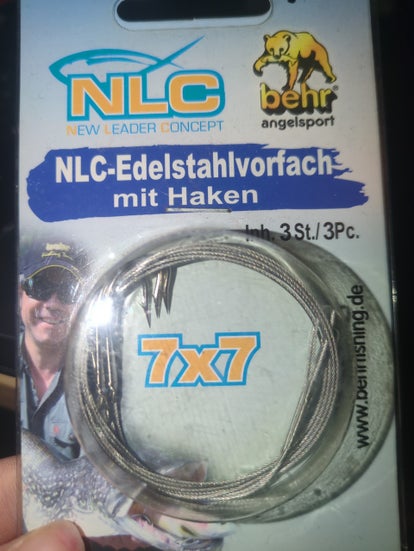 NLC
NEW LEADER CONCEPT
behr
angelsport
NLC-Edelstahlvorfach
mit Haken
Inh. 3 St./3Pc.
7x7
www.behrfishing.de